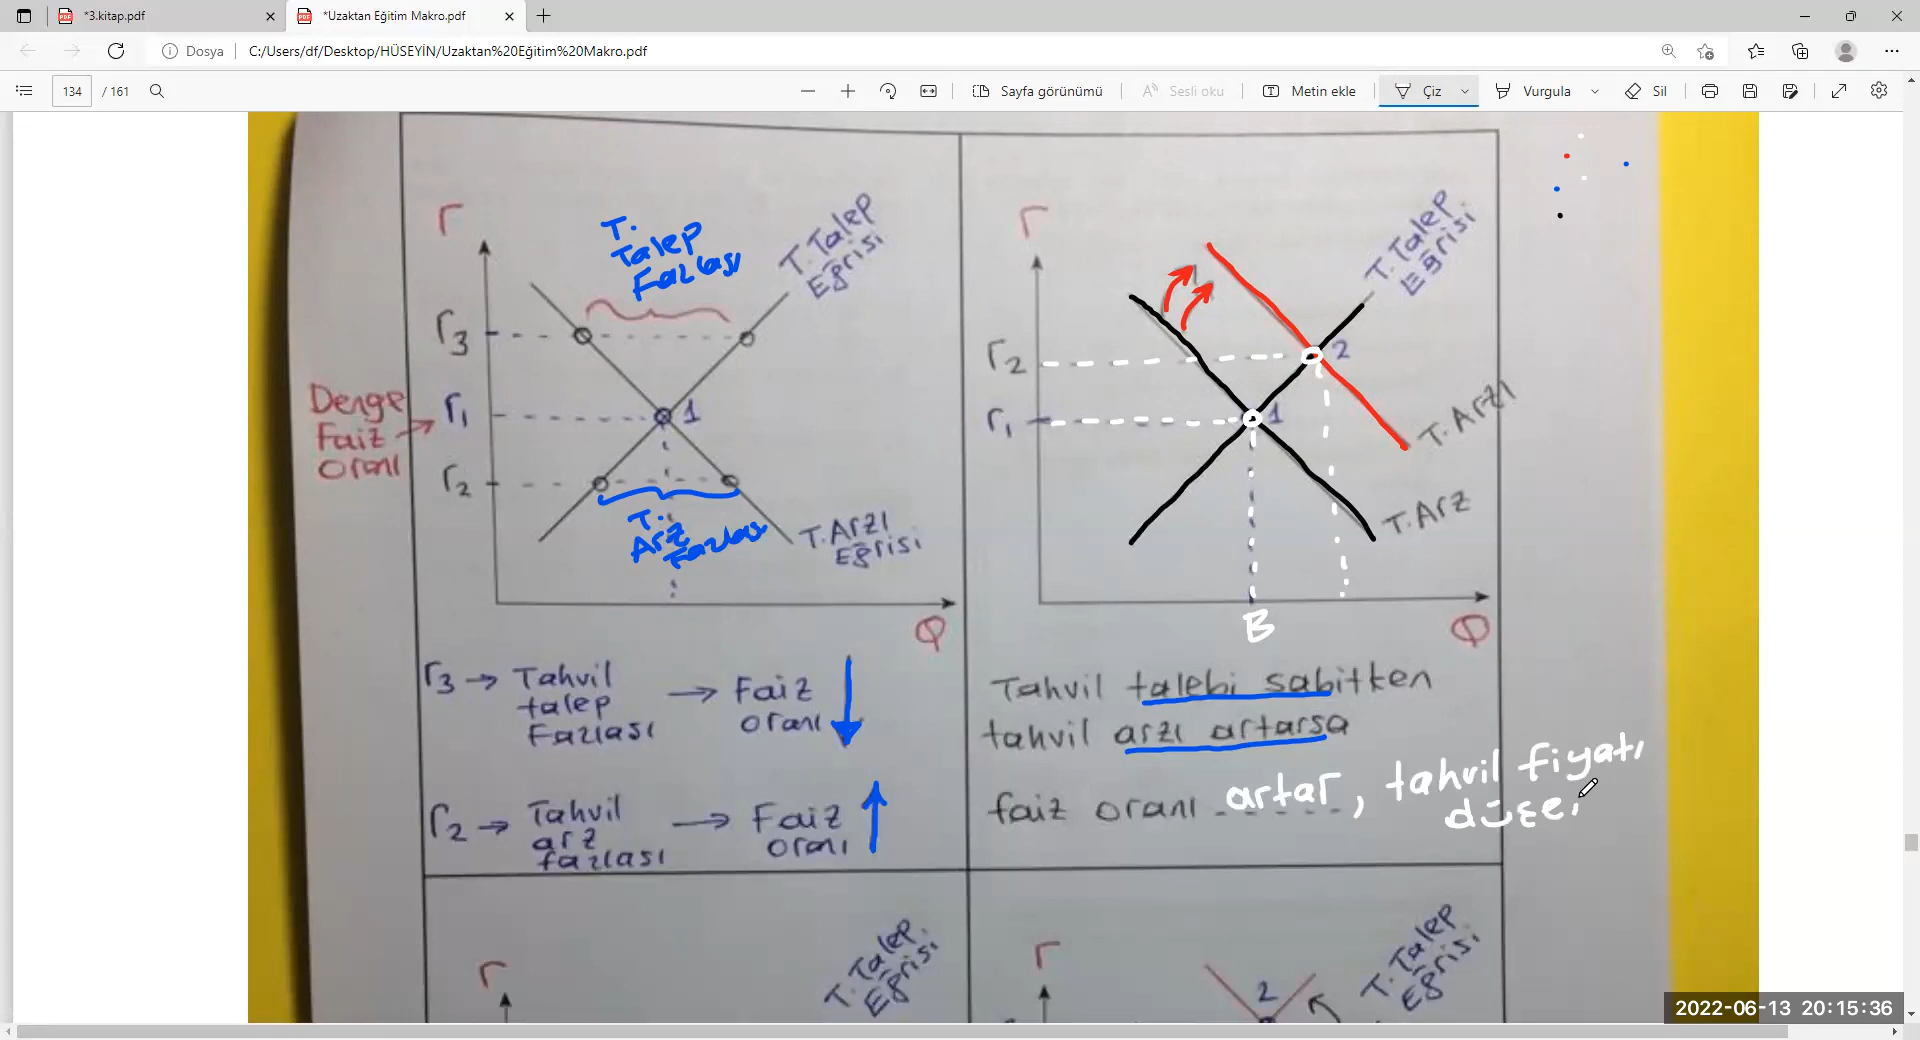 *3.kitap.pdf
*Uzaktan Eğitim Makro.pdf
Dosya
C:/Users/df/Desktop/HÜSEYİN/Uzaktan%20Eğitim%20Makro.pdf
134
/ 161
Sayfa görünümü
Sesli oku
Metin ekle
Çiz
Vurgula
Sil
r
T.
Talep
Fazlası
T. Talep
Eğrisi
r3
Denge
Faiz
oranı
r1
1
r2
T.
Arz
Fazlası
T. Arzı
Eğrisi
Q
r3 → Tahvil
talep
Fazlası
→ Faiz
oranı
r2 → Tahvil
arz
fazlası
→ Faiz
oranı
r
T. Talep
Eğrisi
r2
2
r1
1
T. Arzı
T. Arz
B
Q
Tahvil talebi sabitken
tahvil arzı artarsa
faiz oranı artar, tahvil fiyatı
düşer
r
T. Talep
Eğrisi
r
2
T. Talep
Eğrisi
2022-06-13 20:15:36